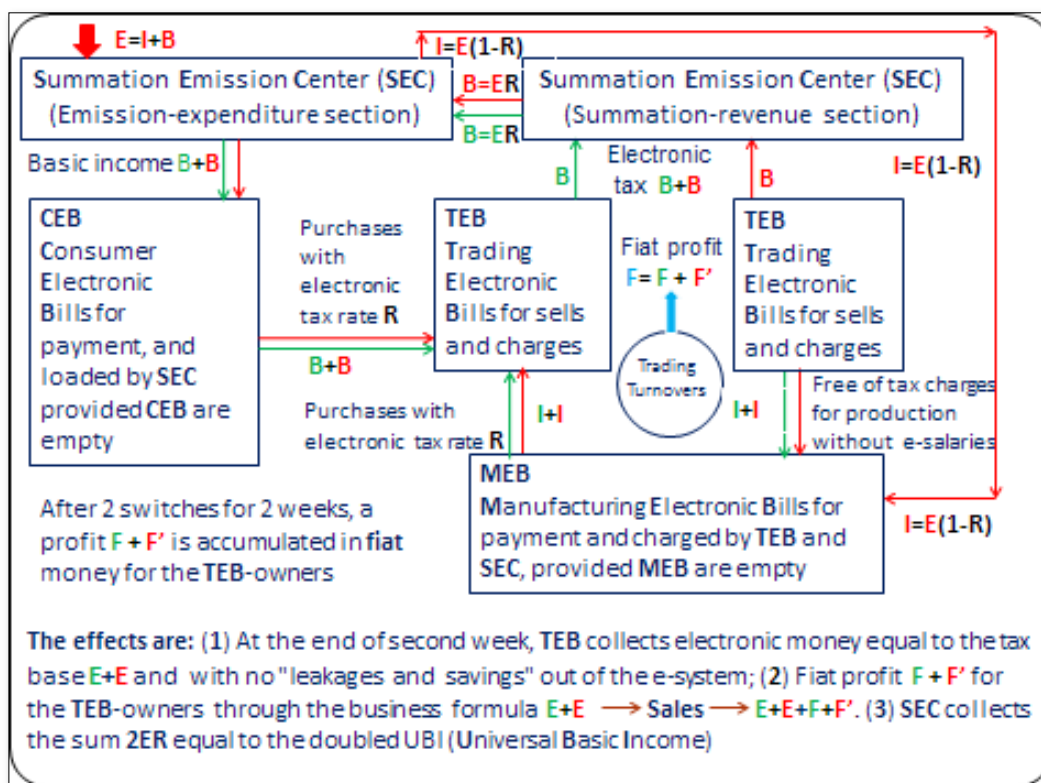 E=I+B
I=E(1-R)
Summation Emission Center (SEC)
(Emission-expenditure section)
B=ER
B=ER
Summation Emission Center (SEC)
(Summation-revenue section)
Basic income B+B
B
Electronic
tax B+B
B
I=E(1-R)
CEB
Consumer
Electronic
Bills for
payment, and
loaded by SEC
provided CEB are
empty
Purchases
with
electronic
tax rate R
B+B
TEB
Trading
Electronic
Bills for sells
and charges
Fiat profit
F= F + F'
Trading
Turnovers
TEB
Trading
Electronic
Bills for sells
and charges
Purchases with
electronic tax rate R
I+I
I+I
Free of tax charges
for production
without e-salaries
MEB
Manufacturing Electronic Bills for
payment and charged by TEB and
SEC, provided MEB are empty
I=E(1-R)
After 2 switches for 2 weeks, a
profit F + F' is accumulated in fiat
money for the TEB-owners
The effects are: (1) At the end of second week, TEB collects electronic money equal to the tax
base E+E and with no "leakages and savings" out of the e-system; (2) Fiat profit F + F' for
the TEB-owners through the business formula E+E → Sales → E+E+F+F'. (3) SEC collects
the sum 2ER equal to the doubled UBI (Universal Basic Income)